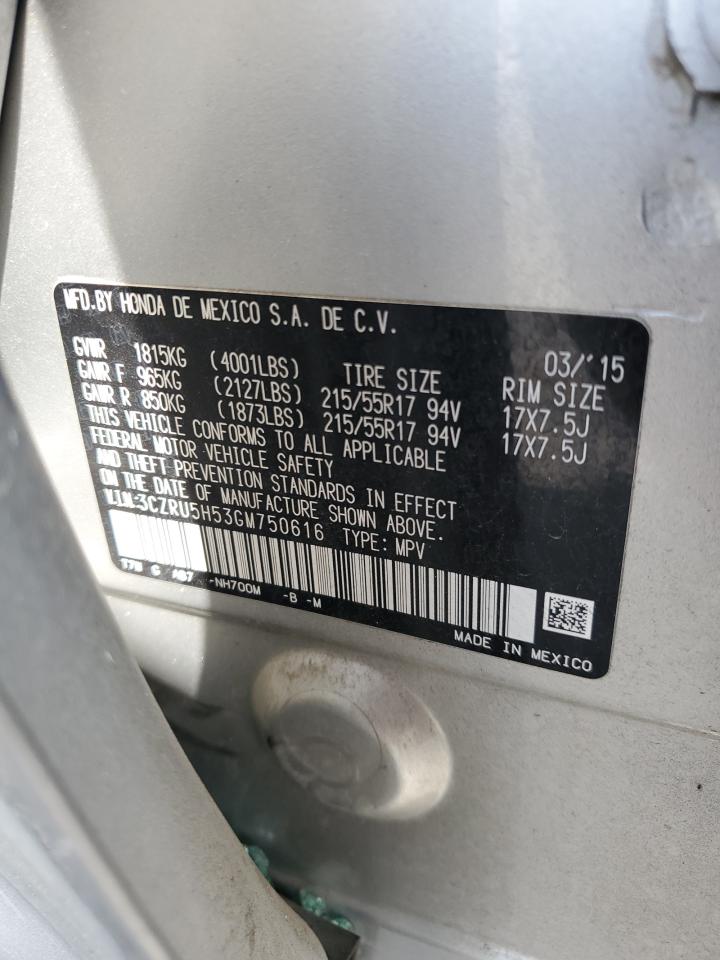 MFD.BY HONDA DE MEXICO S.A. DE C.V.
03/'15
GVWR 1815KG (4001LBS) TIRE SIZE RIM SIZE
GAWR F 965KG (2127LBS) 215/55R17 94V 17X7.5J
GAWR R 850KG (1873LBS) 215/55R17 94V 17X7.5J
THIS VEHICLE CONFORMS TO ALL APPLICABLE
FEDERAL MOTOR VEHICLE SAFETY
AND THEFT PREVENTION STANDARDS IN EFFECT
ON THE DATE OF MANUFACTURE SHOWN ABOVE.
V.I.N:3CZRU5H53GM750616 TYPE:MPV
G -NH700M -B -M
MADE IN MEXICO